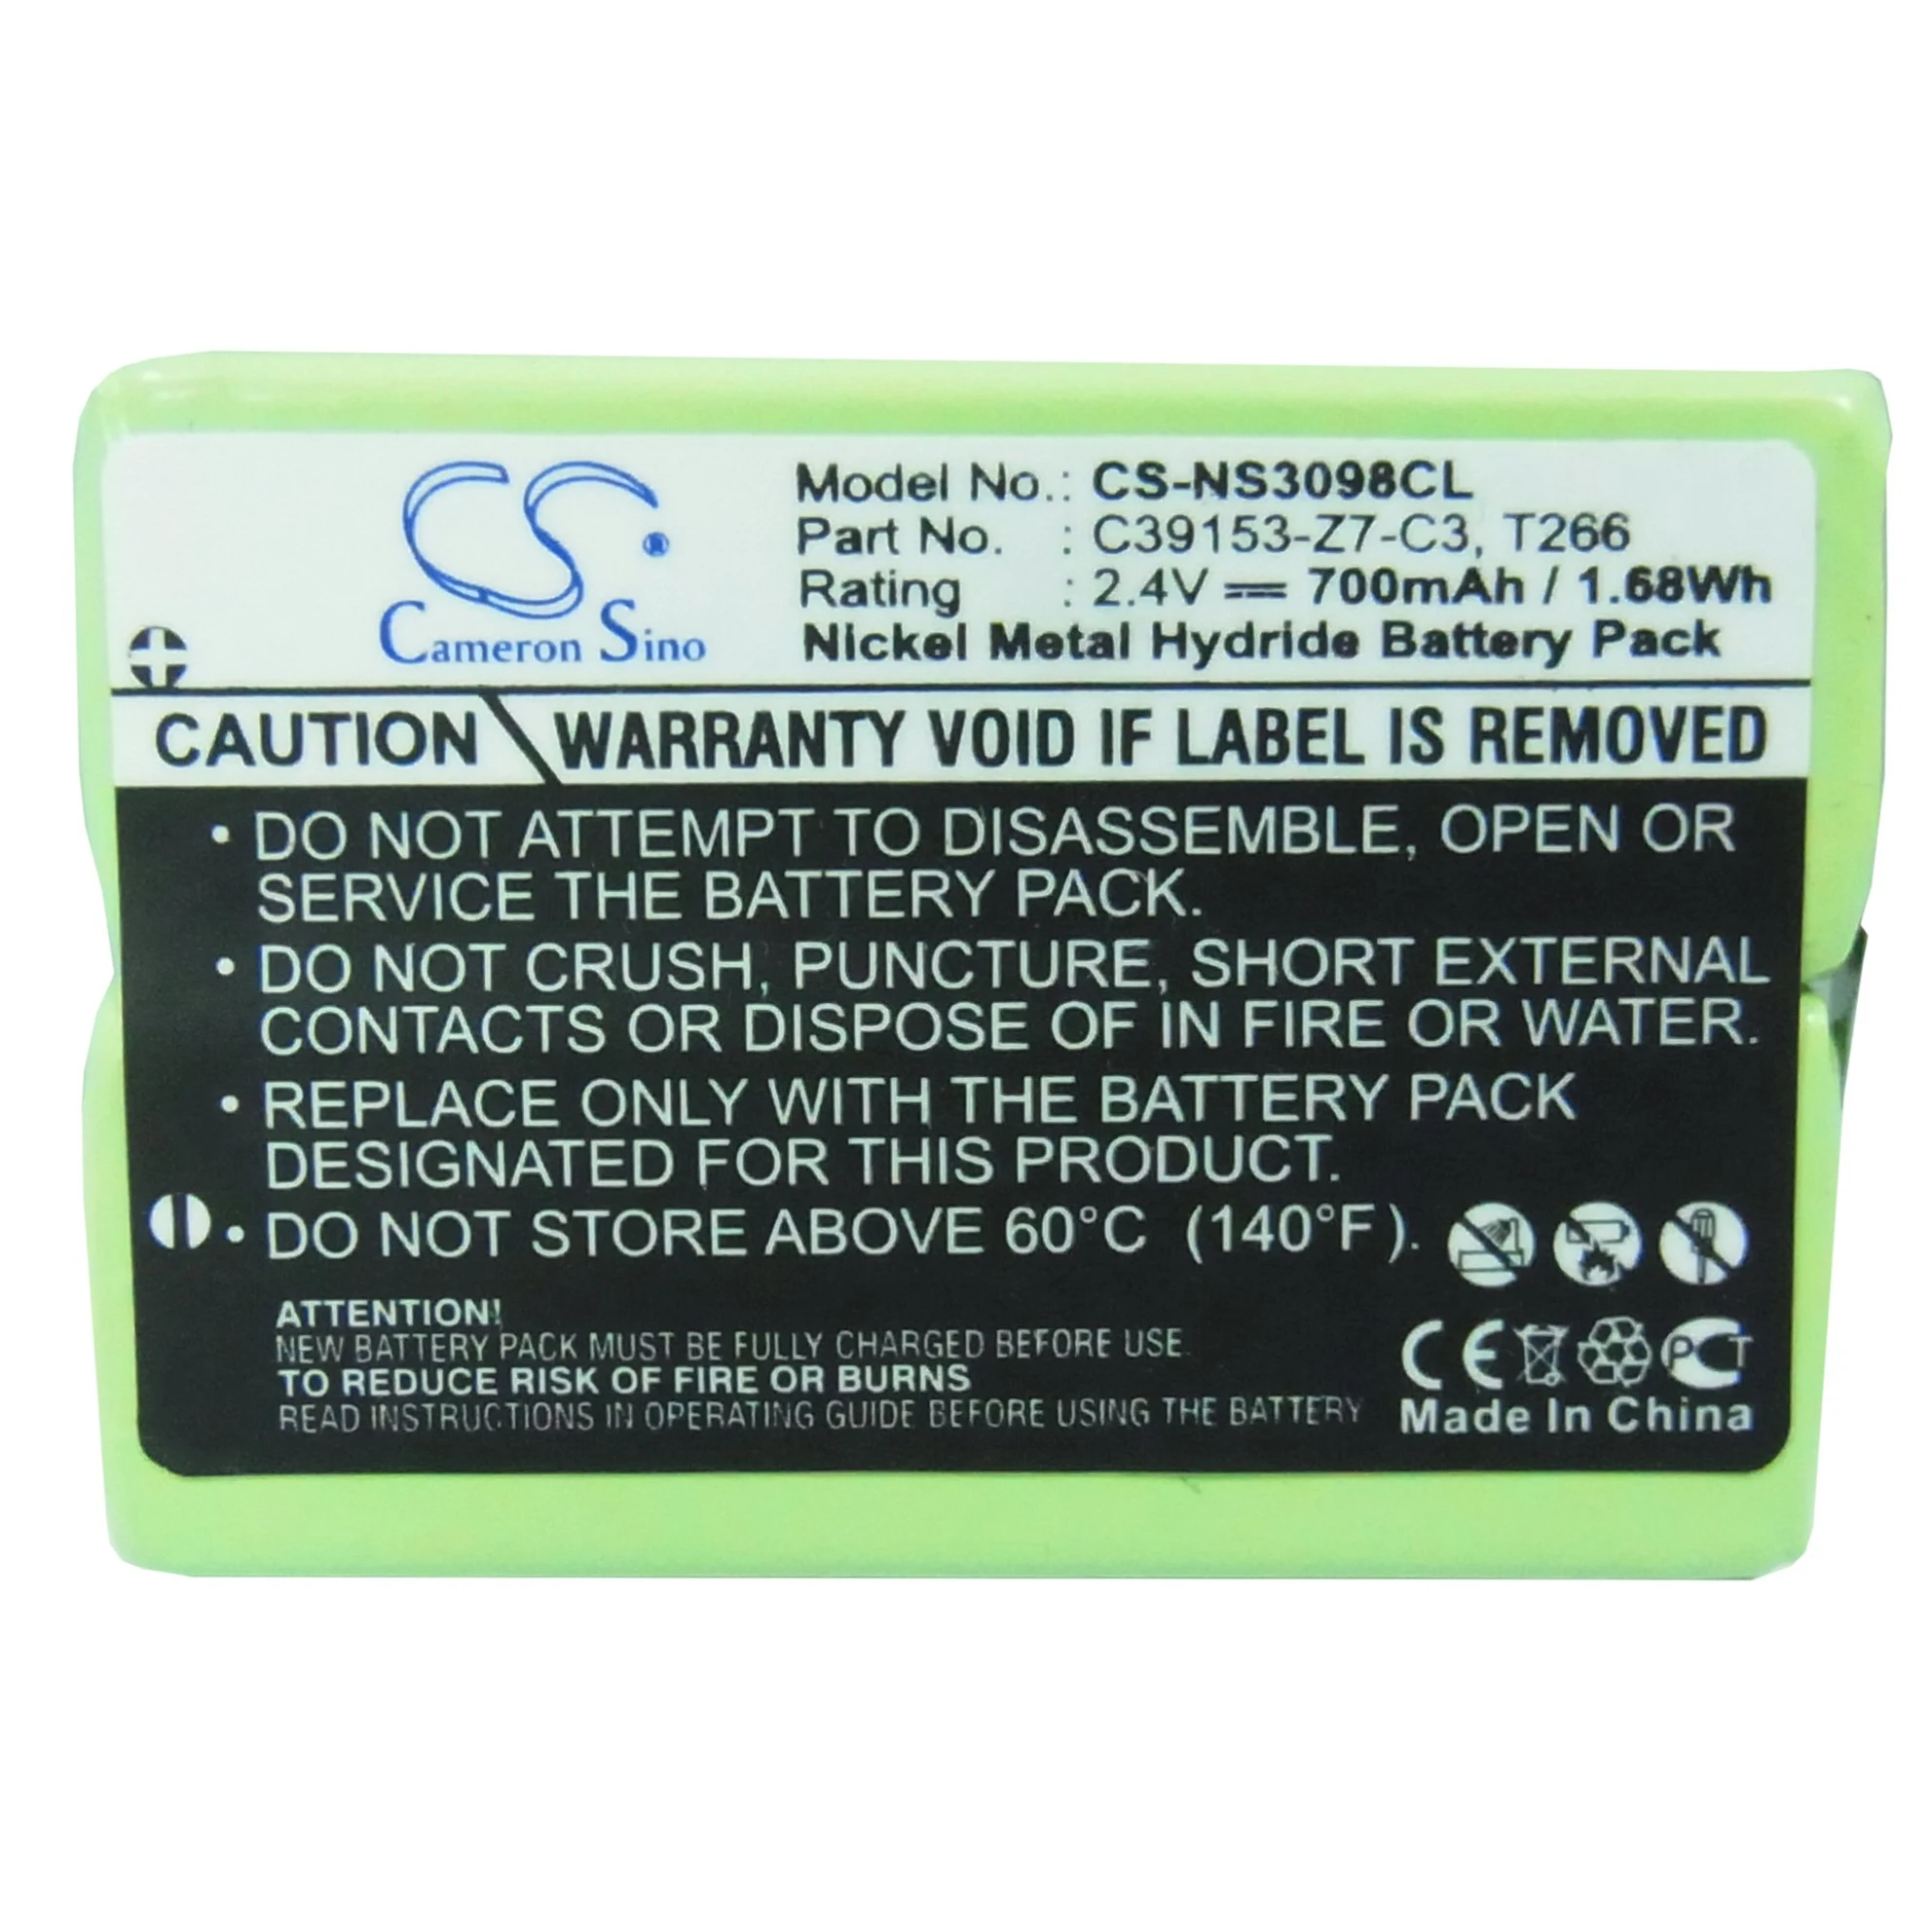 CS ®
Cameron Sino
Model No.: CS-NS3098CL
Part No. : C39153-Z7-C3, T266
Rating : 2.4V 700mAh / 1.68Wh
Nickel Metal Hydride Battery Pack
CAUTION WARRANTY VOID IF LABEL IS REMOVED
• DO NOT ATTEMPT TO DISASSEMBLE, OPEN OR
SERVICE THE BATTERY PACK.
• DO NOT CRUSH, PUNCTURE, SHORT EXTERNAL
CONTACTS OR DISPOSE OF IN FIRE OR WATER.
• REPLACE ONLY WITH THE BATTERY PACK
DESIGNATED FOR THIS PRODUCT.
• DO NOT STORE ABOVE 60°C (140°F).
ATTENTION!
NEW BATTERY PACK MUST BE FULLY CHARGED BEFORE USE.
TO REDUCE RISK OF FIRE OR BURNS
READ INSTRUCTIONS IN OPERATING GUIDE BEFORE USING THE BATTERY
CE PCT
Made In China